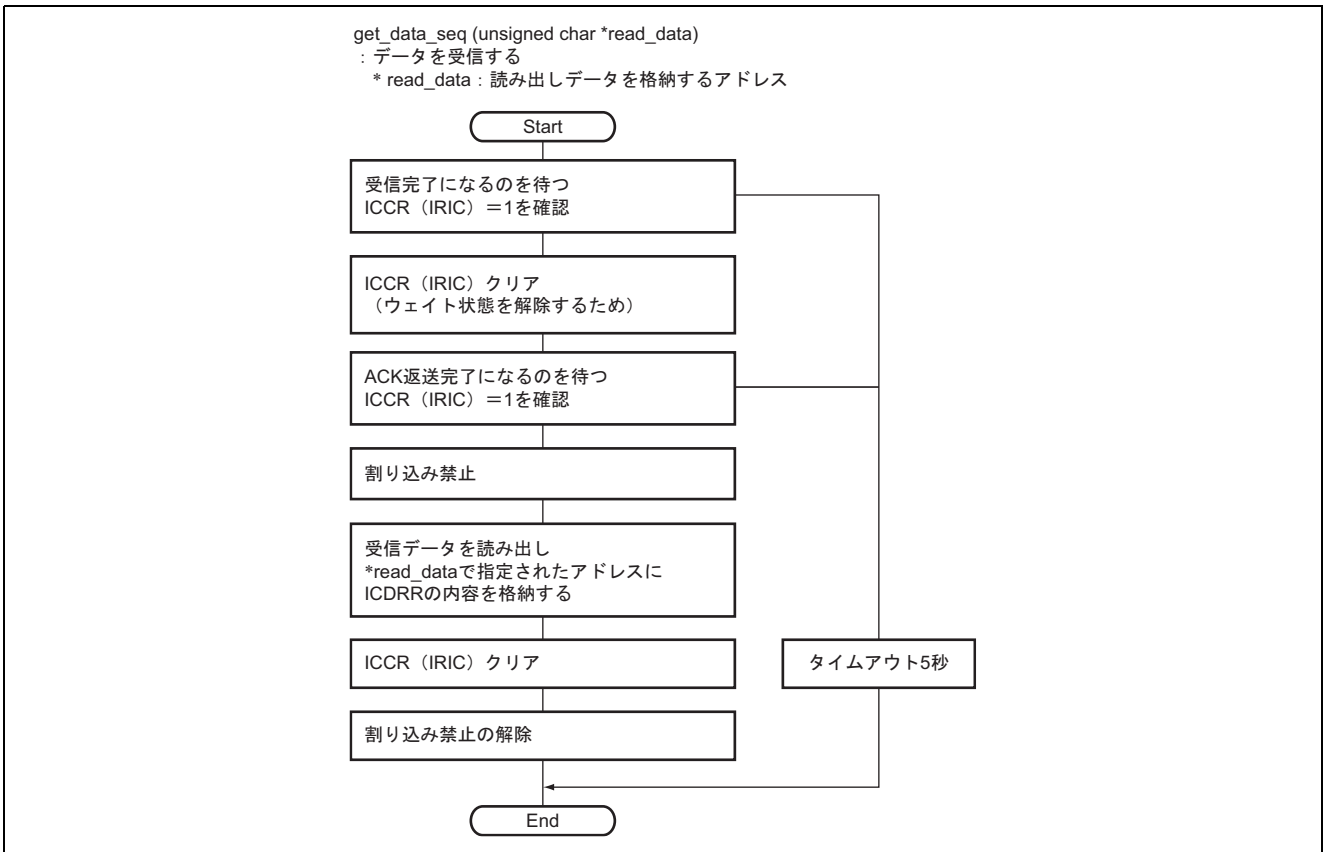 get_data_seq (unsigned char *read_data)
：データを受信する
* read_data：読み出しデータを格納するアドレス
Start
受信完了になるのを待つ
ICCR（IRIC）＝1を確認
ICCR（IRIC）クリア
（ウェイト状態を解除するため）
ACK返送完了になるのを待つ
ICCR（IRIC）＝1を確認
割り込み禁止
受信データを読み出し
*read_dataで指定されたアドレスに
ICDRRの内容を格納する
ICCR（IRIC）クリア
タイムアウト5秒
割り込み禁止の解除
End